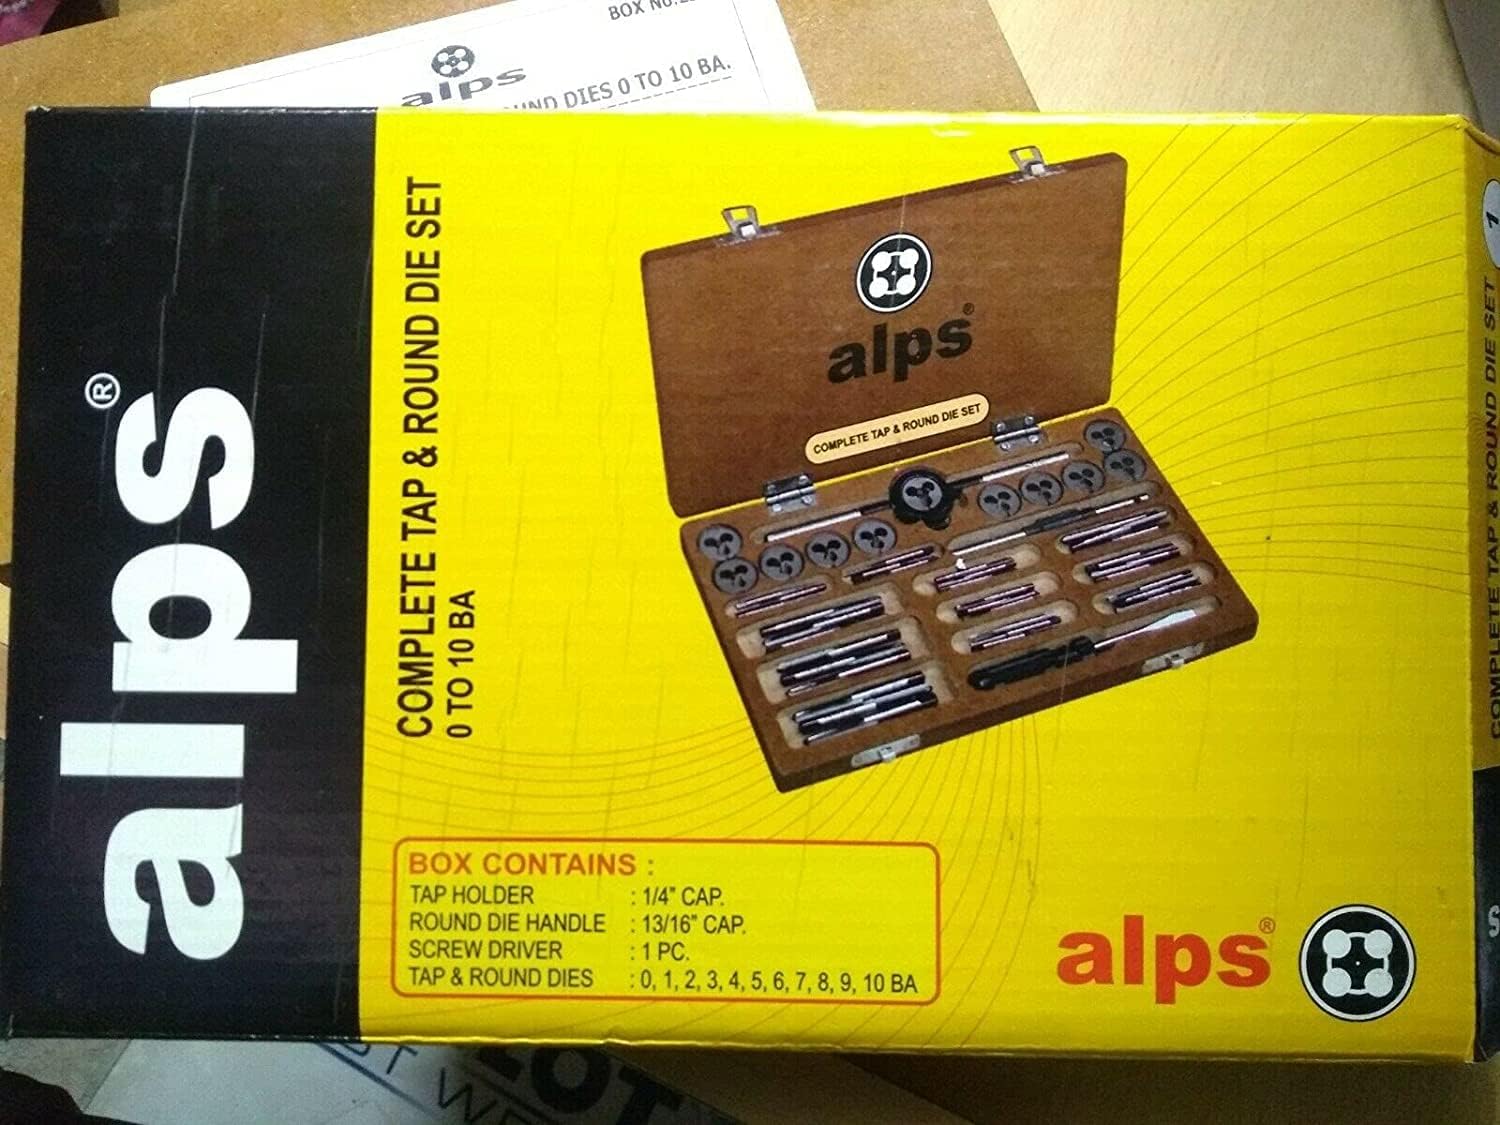 BOX NO.
alps
ROUND DIES 0 TO 10 BA.
alps®
COMPLETE TAP & ROUND DIE SET
0 TO 10 BA
alps®
COMPLETE TAP & ROUND DIE SET
BOX CONTAINS :
TAP HOLDER : 1/4" CAP.
ROUND DIE HANDLE : 13/16" CAP.
SCREW DRIVER : 1 PC.
TAP & ROUND DIES : 0, 1, 2, 3, 4, 5, 6, 7, 8, 9, 10 BA
alps®
1
COMPLETE TAP & ROUND DIE SET